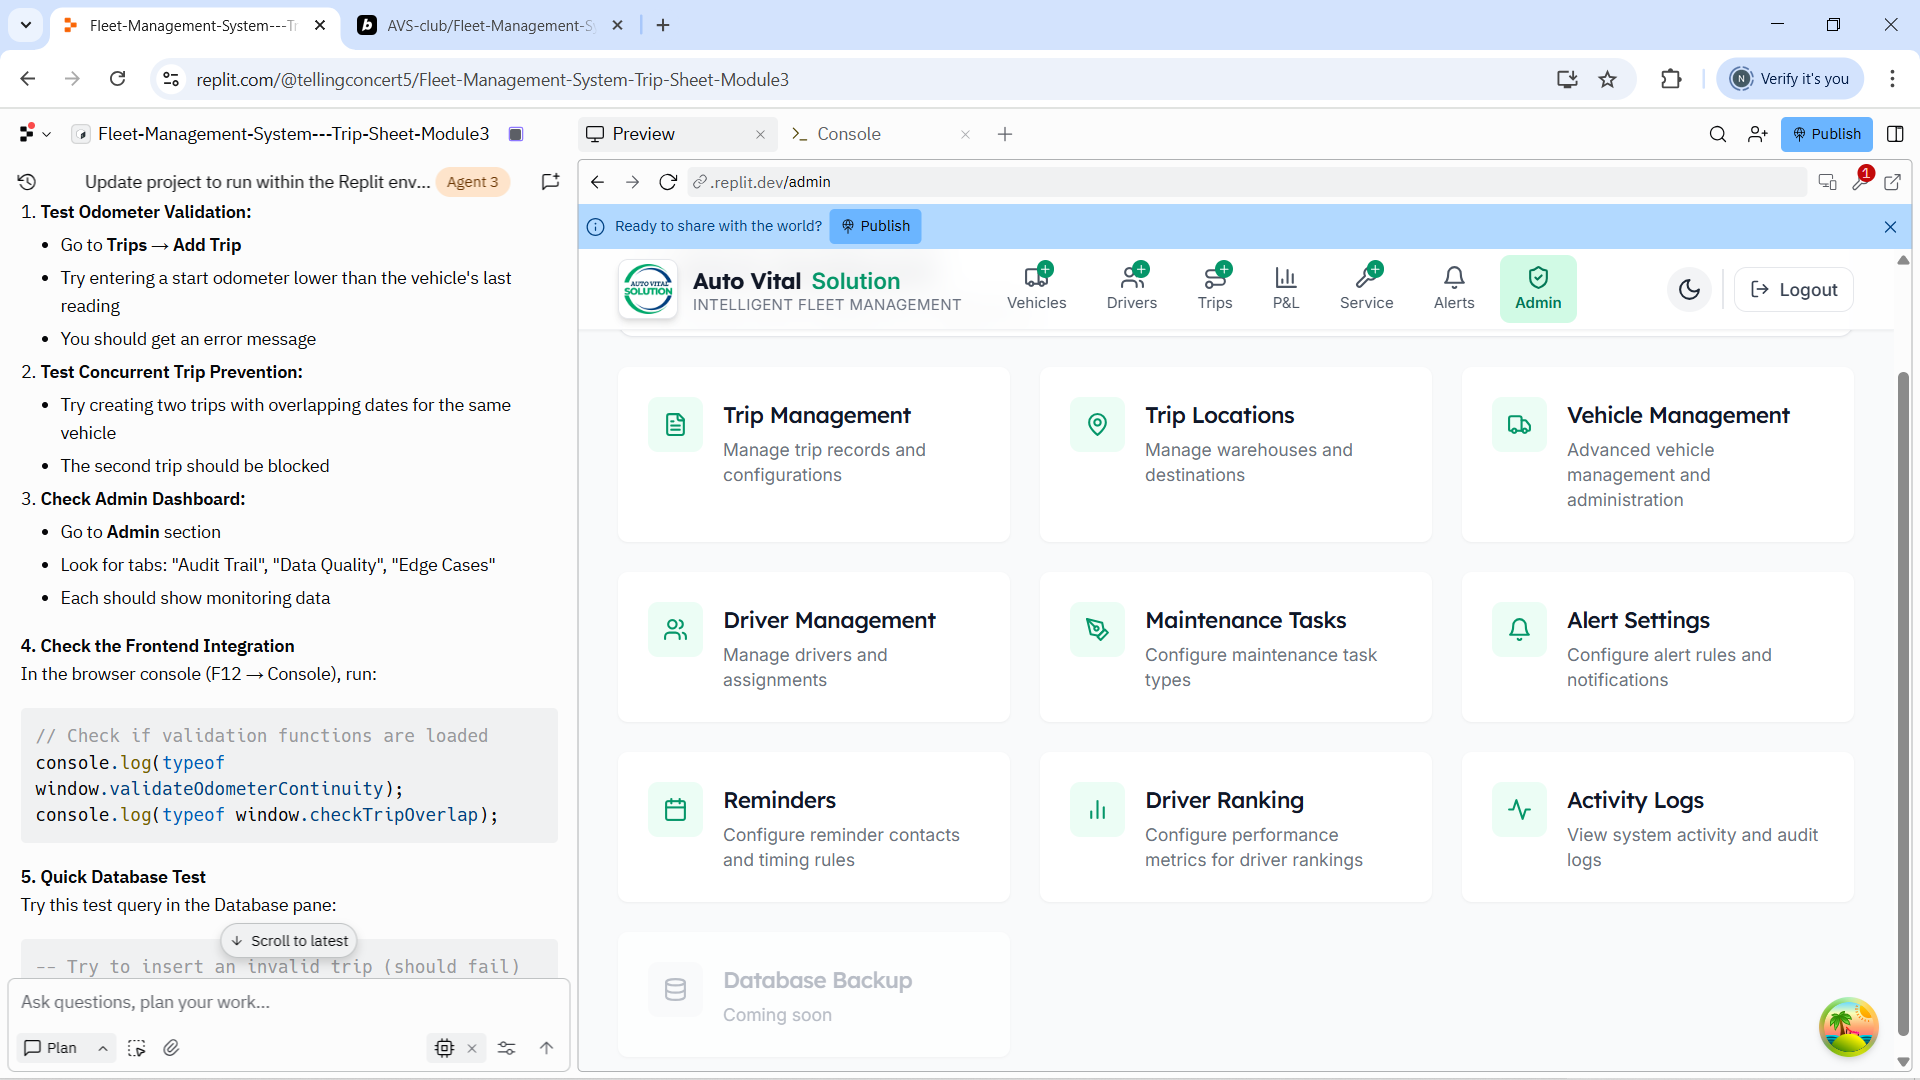 Fleet-Management-System---Tr
AVS-club/Fleet-Management-S
replit.com/@tellingconcert5/Fleet-Management-System-Trip-Sheet-Module3
N
Verify it's you
Fleet-Management-System---Trip-Sheet-Module3
Preview
Console
Publish
Update project to run within the Replit env...
Agent 3
.replit.dev/admin
1
Ready to share with the world?
Publish
1. Test Odometer Validation:
• Go to Trips → Add Trip
• Try entering a start odometer lower than the vehicle's last
reading
• You should get an error message
2. Test Concurrent Trip Prevention:
• Try creating two trips with overlapping dates for the same
vehicle
• The second trip should be blocked
3. Check Admin Dashboard:
• Go to Admin section
• Look for tabs: "Audit Trail", "Data Quality", "Edge Cases"
• Each should show monitoring data
4. Check the Frontend Integration
In the browser console (F12 → Console), run:
// Check if validation functions are loaded
console.log(typeof
window.validateOdometerContinuity);
console.log(typeof window.checkTripOverlap);
5. Quick Database Test
Try this test query in the Database pane:
Scroll to latest
-- Try to insert an invalid trip (should fail)
Ask questions, plan your work...
Plan
AUTO VITAL
SOLUTION
Auto Vital Solution
INTELLIGENT FLEET MANAGEMENT
Vehicles
Drivers
Trips
P&L
Service
Alerts
Admin
Logout
Trip Management
Manage trip records and
configurations
Trip Locations
Manage warehouses and
destinations
Vehicle Management
Advanced vehicle
management and
administration
Driver Management
Manage drivers and
assignments
Maintenance Tasks
Configure maintenance task
types
Alert Settings
Configure alert rules and
notifications
Reminders
Configure reminder contacts
and timing rules
Driver Ranking
Configure performance
metrics for driver rankings
Activity Logs
View system activity and audit
logs
Database Backup
Coming soon